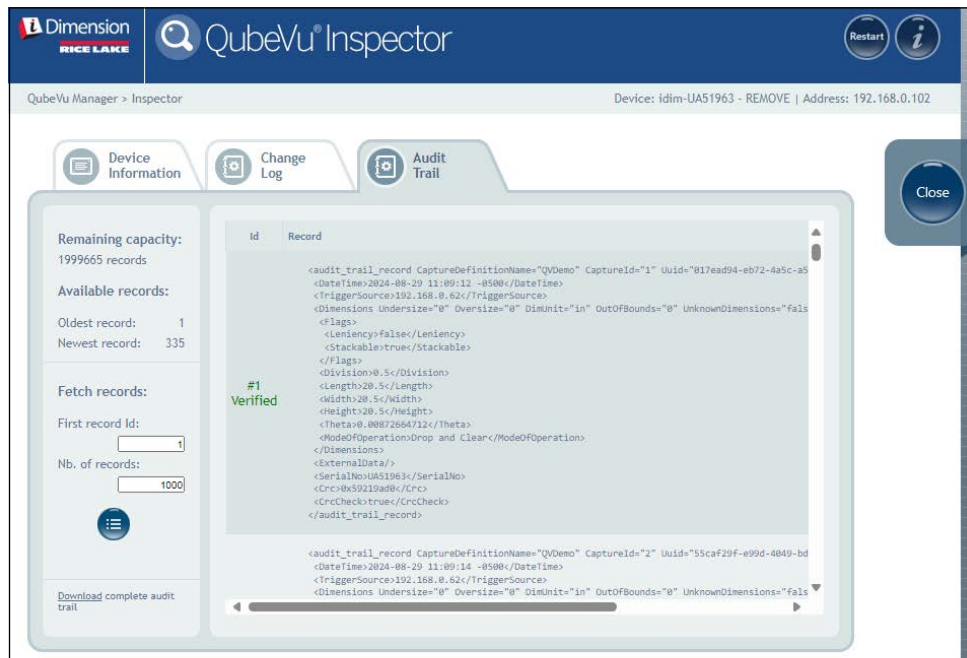 iDimension
RICE LAKE
QubeVu® Inspector
Restart
i
QubeVu Manager > Inspector
Device: idim-UA51963 - REMOVE | Address: 192.168.0.102
Device Information
Change Log
Audit Trail
Close
Remaining capacity:
1999665 records
Available records:
Oldest record: 1
Newest record: 335
Fetch records:
First record Id:
1
Nb. of records:
1000
Download complete audit
trail
Id Record
#1
Verified
<audit_trail_record CaptureDefinitionName="QVDemo" CaptureId="1" Uuid="017ead94-eb72-4a5c-a5
<DateTime>2024-08-29 11:09:12 -0500</DateTime>
<TriggerSource>192.168.0.62</TriggerSource>
<Dimensions Undersize="0" Oversize="0" DimUnit="in" OutOfBounds="0" UnknownDimensions="fals
<Flags>
<Leniency>false</Leniency>
<Stackable>true</Stackable>
</Flags>
<Division>0.5</Division>
<Length>20.5</Length>
<Width>20.5</Width>
<Height>20.5</Height>
<Theta>0.00872664712</Theta>
<ModeOfOperation>Drop and Clear</ModeOfOperation>
</Dimensions>
<ExternalData/>
<SerialNo>UA51963</SerialNo>
<Crc>0x59219ad0</Crc>
<CrcCheck>true</CrcCheck>
</audit_trail_record>
<audit_trail_record CaptureDefinitionName="QVDemo" CaptureId="2" Uuid="55caf29f-e99d-4049-bd
<DateTime>2024-08-29 11:09:14 -0500</DateTime>
<TriggerSource>192.168.0.62</TriggerSource>
<Dimensions Undersize="0" Oversize="0" DimUnit="in" OutOfBounds="0" UnknownDimensions="fals